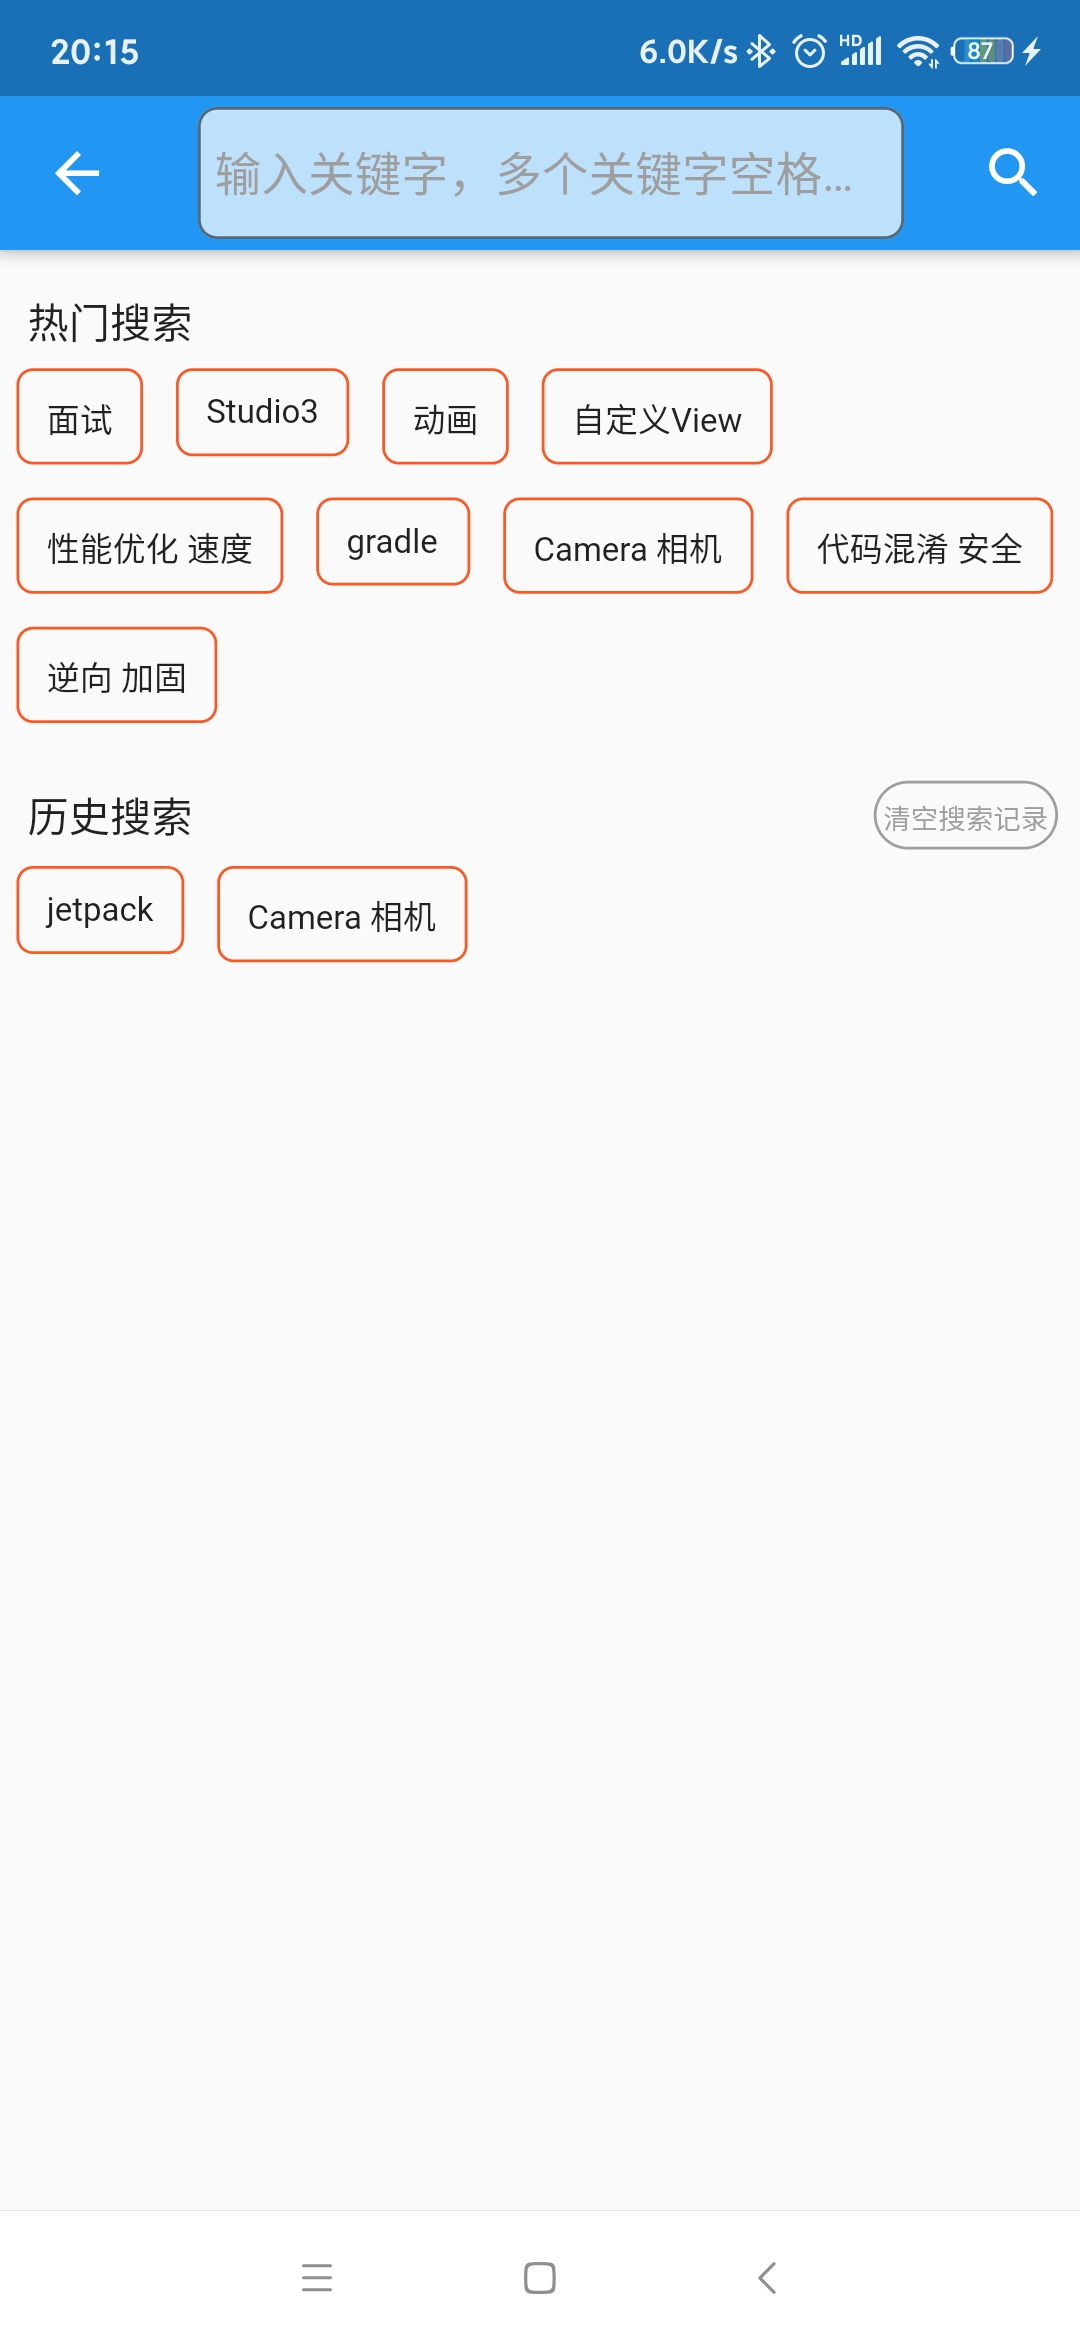 20:15 6.0K/s HD 87
输入关键字，多个关键字空格...
热门搜索
面试 Studio3 动画 自定义View
性能优化 速度 gradle Camera 相机 代码混淆 安全
逆向 加固
历史搜索 清空搜索记录
jetpack Camera 相机